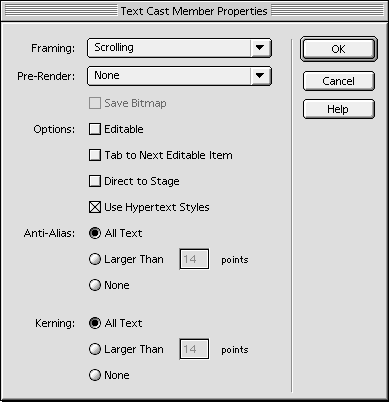 Text Cast Member Properties
Framing: Scrolling
OK
Pre-Render: None
Cancel
Save Bitmap
Help
Options: Editable
Tab to Next Editable Item
Direct to Stage
Use Hypertext Styles
Anti-Alias: All Text
Larger Than 14 points
None
Kerning: All Text
Larger Than 14 points
None